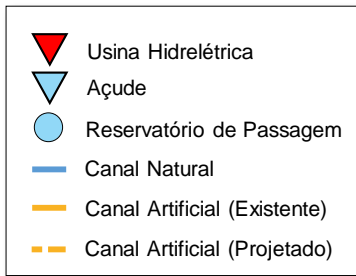 Usina Hidrelétrica
Açude
Reservatório de Passagem
Canal Natural
Canal Artificial (Existente)
Canal Artificial (Projetado)